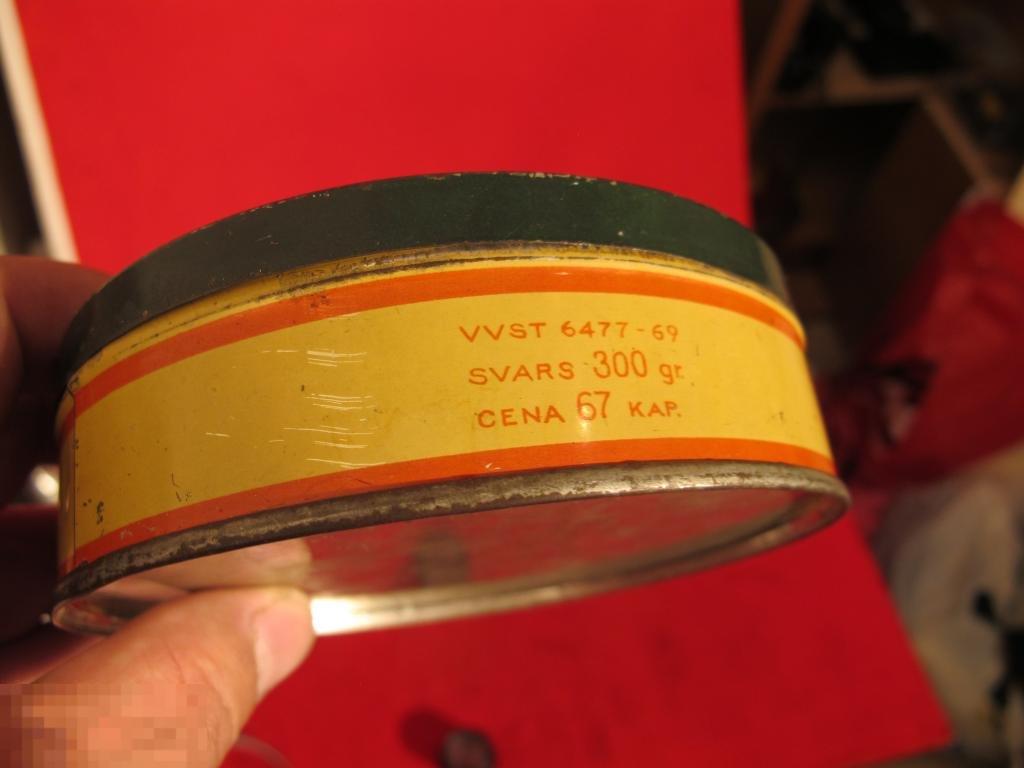 VVST 6477-69
SVARS 300 gr.
CENA 67 KAP.